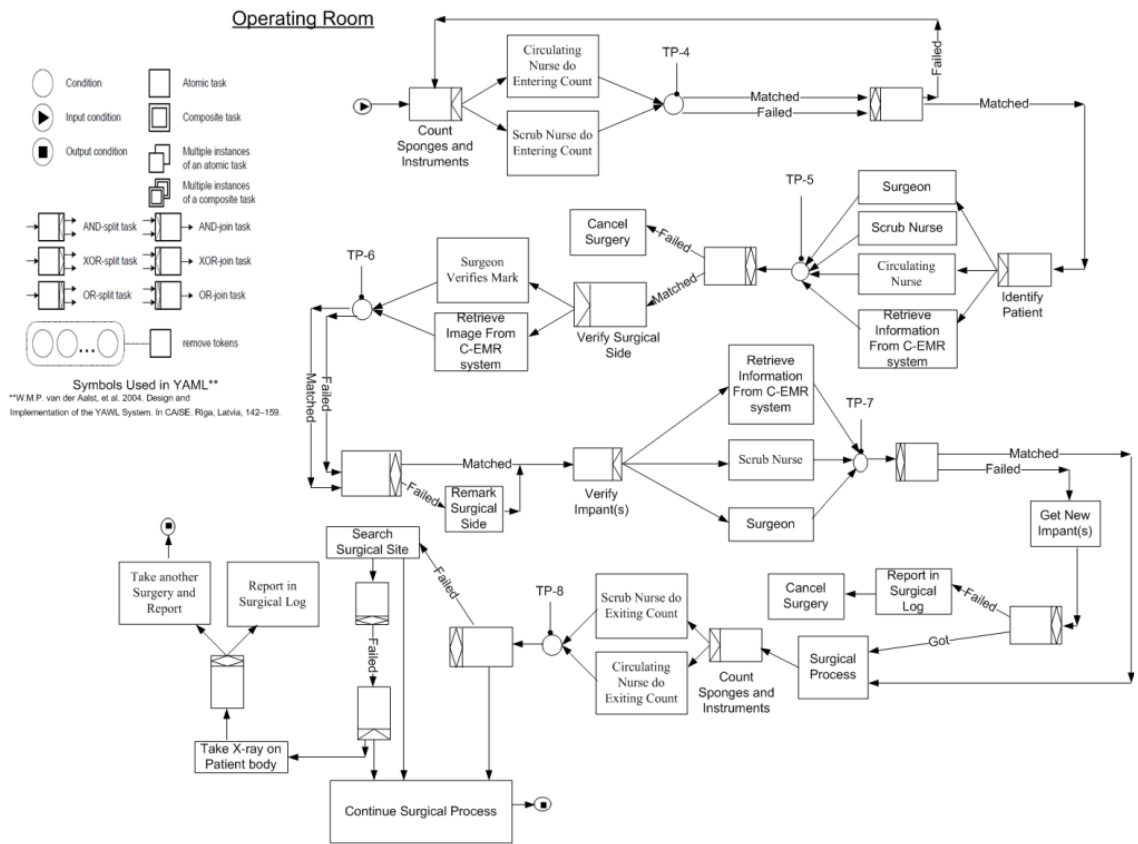 Operating Room
Condition
Input condition
Output condition
Atomic task
Composite task
Multiple instances
of an atomic task
Multiple instances
of a composite task
AND-split task
AND-join task
XOR-split task
XOR-join task
OR-split task
OR-join task
remove tokens
Symbols Used in YAML**
**W.M.P. van der Aalst, et al. 2004. Design and
Implementation of the YAWL System. In CAiSE. Riga, Latvia, 142–159.
Count
Sponges and
Instruments
Circulating
Nurse do
Entering Count
Scrub Nurse do
Entering Count
TP-4
Matched
Failed
Failed
Matched
Identify
Patient
Surgeon
Scrub Nurse
Circulating
Nurse
Retrieve
Information
From C-EMR
system
TP-5
Failed
Cancel
Surgery
Matched
Verify Surgical
Side
Surgeon
Verifies Mark
Retrieve
Image From
C-EMR
system
TP-6
Failed
Matched
Matched
Failed
Remark
Surgical
Side
Verify
Impant(s)
Retrieve
Information
From C-EMR
system
Scrub Nurse
Surgeon
TP-7
Matched
Failed
Get New
Impant(s)
Failed
Report in
Surgical
Log
Cancel
Surgery
Got
Surgical
Process
Count
Sponges and
Instruments
Scrub Nurse do
Exiting Count
Circulating
Nurse do
Exiting Count
TP-8
Failed
Search
Surgical Site
Failed
Take X-ray on
Patient body
Take another
Surgery and
Report
Report in
Surgical Log
Continue Surgical Process